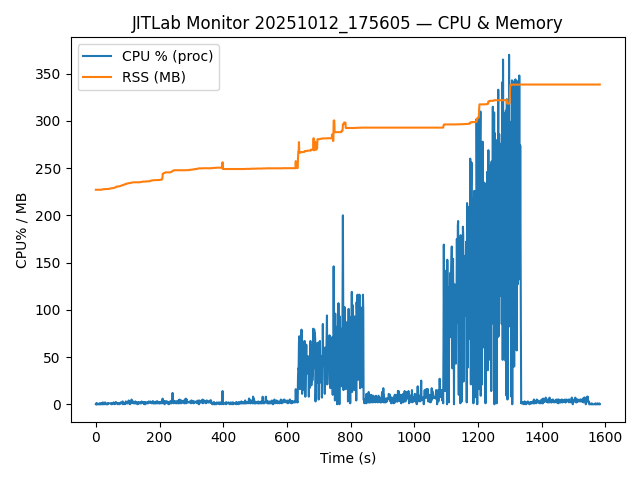 JITLab Monitor 20251012_175605 — CPU & Memory
CPU % (proc)
RSS (MB)
CPU% / MB
350
300
250
200
150
100
50
0
0 200 400 600 800 1000 1200 1400 1600
Time (s)